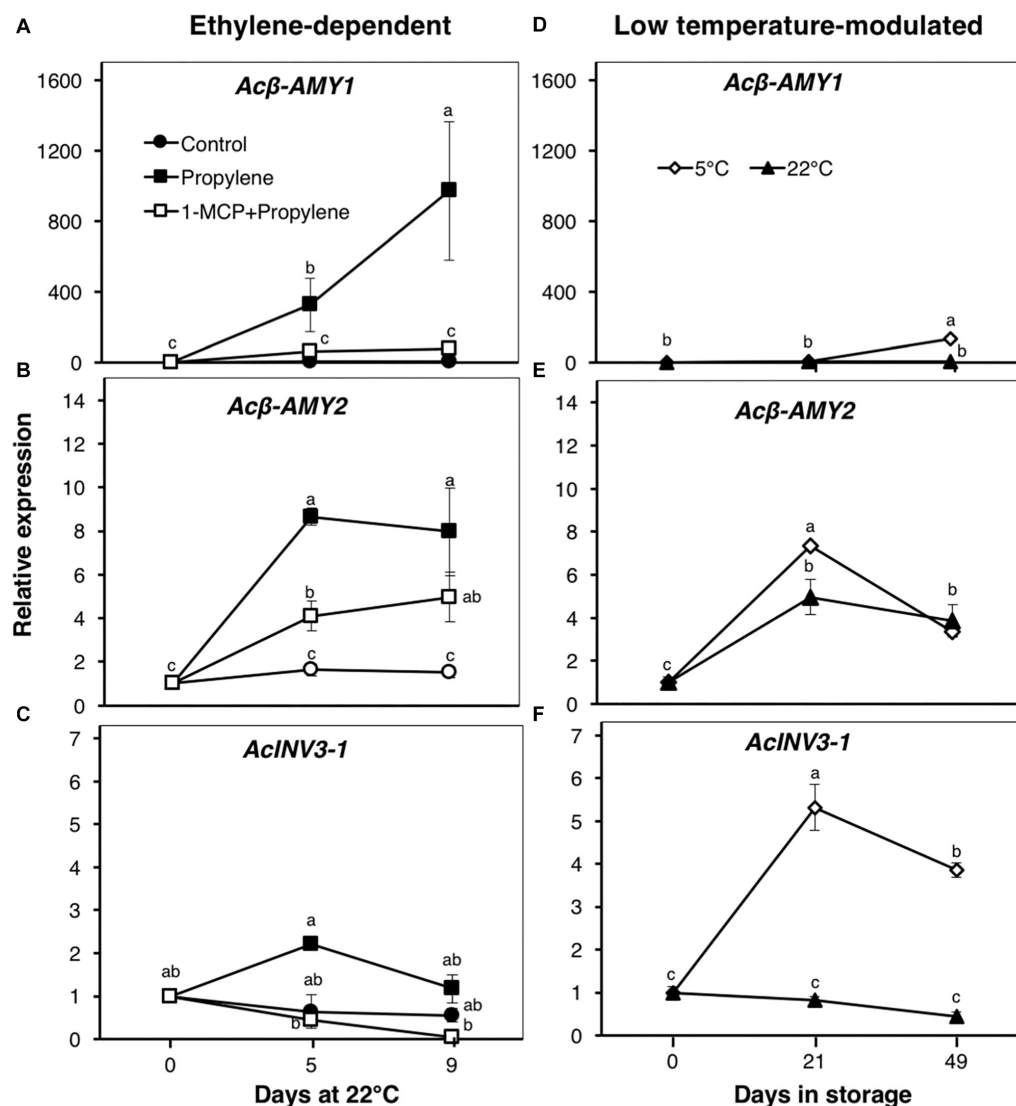 A Ethylene-dependent
Acβ-AMY1
1600
1200
800
400
0
Control
Propylene
1-MCP+Propylene
a
b
c
c
c
B
Acβ-AMY2
14
12
10
8
6
4
2
0
Relative expression
c
a
a
b
ab
c
c
C
AcINV3-1
7
6
5
4
3
2
1
0
ab
a
ab
ab
ab
b
b
0 5 9
Days at 22°C
D Low temperature-modulated
Acβ-AMY1
1600
1200
800
400
0
5°C 22°C
b
b
a
b
E
Acβ-AMY2
14
12
10
8
6
4
2
0
c
a
b
b
F
AcINV3-1
7
6
5
4
3
2
1
0
c
a
b
c
c
0 21 49
Days in storage